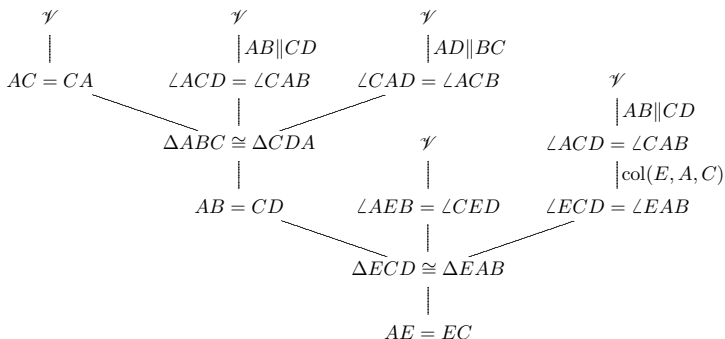 𝒱 𝒱 𝒱
AB∥CD AD∥BC
AC = CA ∠ACD = ∠CAB ∠CAD = ∠ACB 𝒱
AB∥CD
ΔABC ≅ ΔCDA 𝒱 ∠ACD = ∠CAB
col(E, A, C)
AB = CD ∠AEB = ∠CED ∠ECD = ∠EAB
ΔECD ≅ ΔEAB
AE = EC